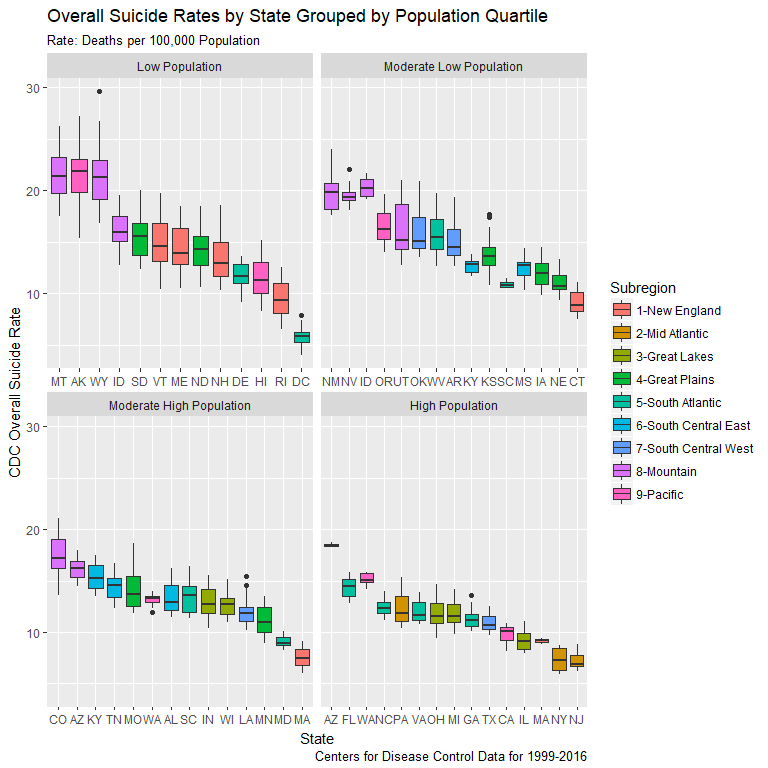 Overall Suicide Rates by State Grouped by Population Quartile
Rate: Deaths per 100,000 Population
Low Population
Moderate Low Population
30
20
10
MT AK WY ID SD VT ME ND NH DE HI RI DC
NM NV ID OR UT OK WV AR KY KS SC MS IA NE CT
Moderate High Population
High Population
30
20
10
CO AZ KY TN MO WA AL SC IN WI LA MN MD MA
AZ FL WA NC PA VA OH MI GA TX CA IL MA NY NJ
CDC Overall Suicide Rate
State
Centers for Disease Control Data for 1999-2016
Subregion
1-New England
2-Mid Atlantic
3-Great Lakes
4-Great Plains
5-South Atlantic
6-South Central East
7-South Central West
8-Mountain
9-Pacific